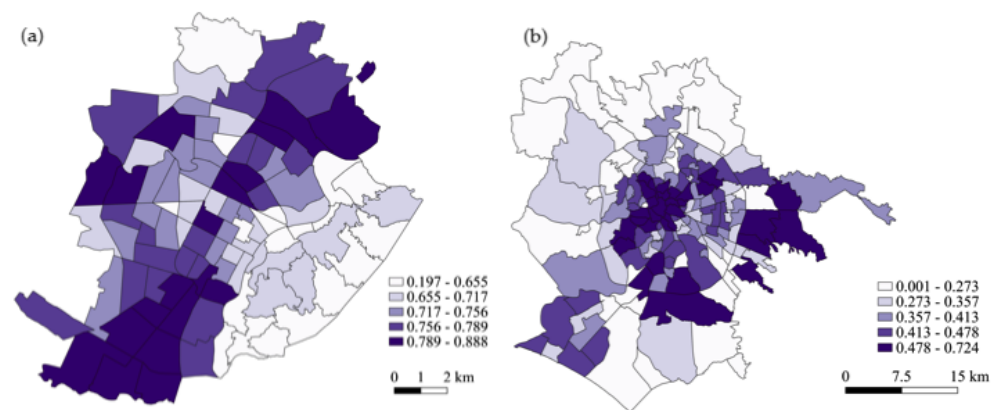 (a)
0.197 - 0.655
0.655 - 0.717
0.717 - 0.756
0.756 - 0.789
0.789 - 0.888
0 1 2 km
(b)
0.001 - 0.273
0.273 - 0.357
0.357 - 0.413
0.413 - 0.478
0.478 - 0.724
0 7.5 15 km